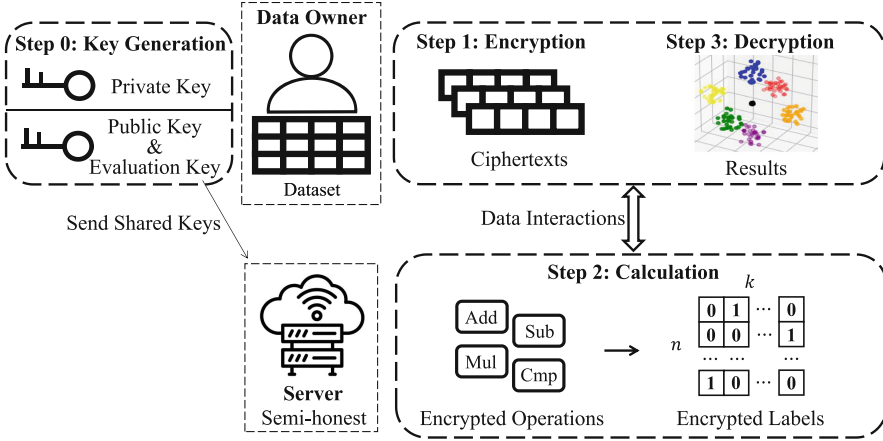 Step 0: Key Generation
Private Key
Public Key
&
Evaluation Key
Send Shared Keys
Data Owner
Dataset
Step 1: Encryption
Ciphertexts
Step 3: Decryption
Results
Data Interactions
Server
Semi-honest
Step 2: Calculation
Add
Sub
Mul
Cmp
Encrypted Operations
k
n
0 1 ... 0
0 0 ... 1
... ... ...
1 0 ... 0
Encrypted Labels